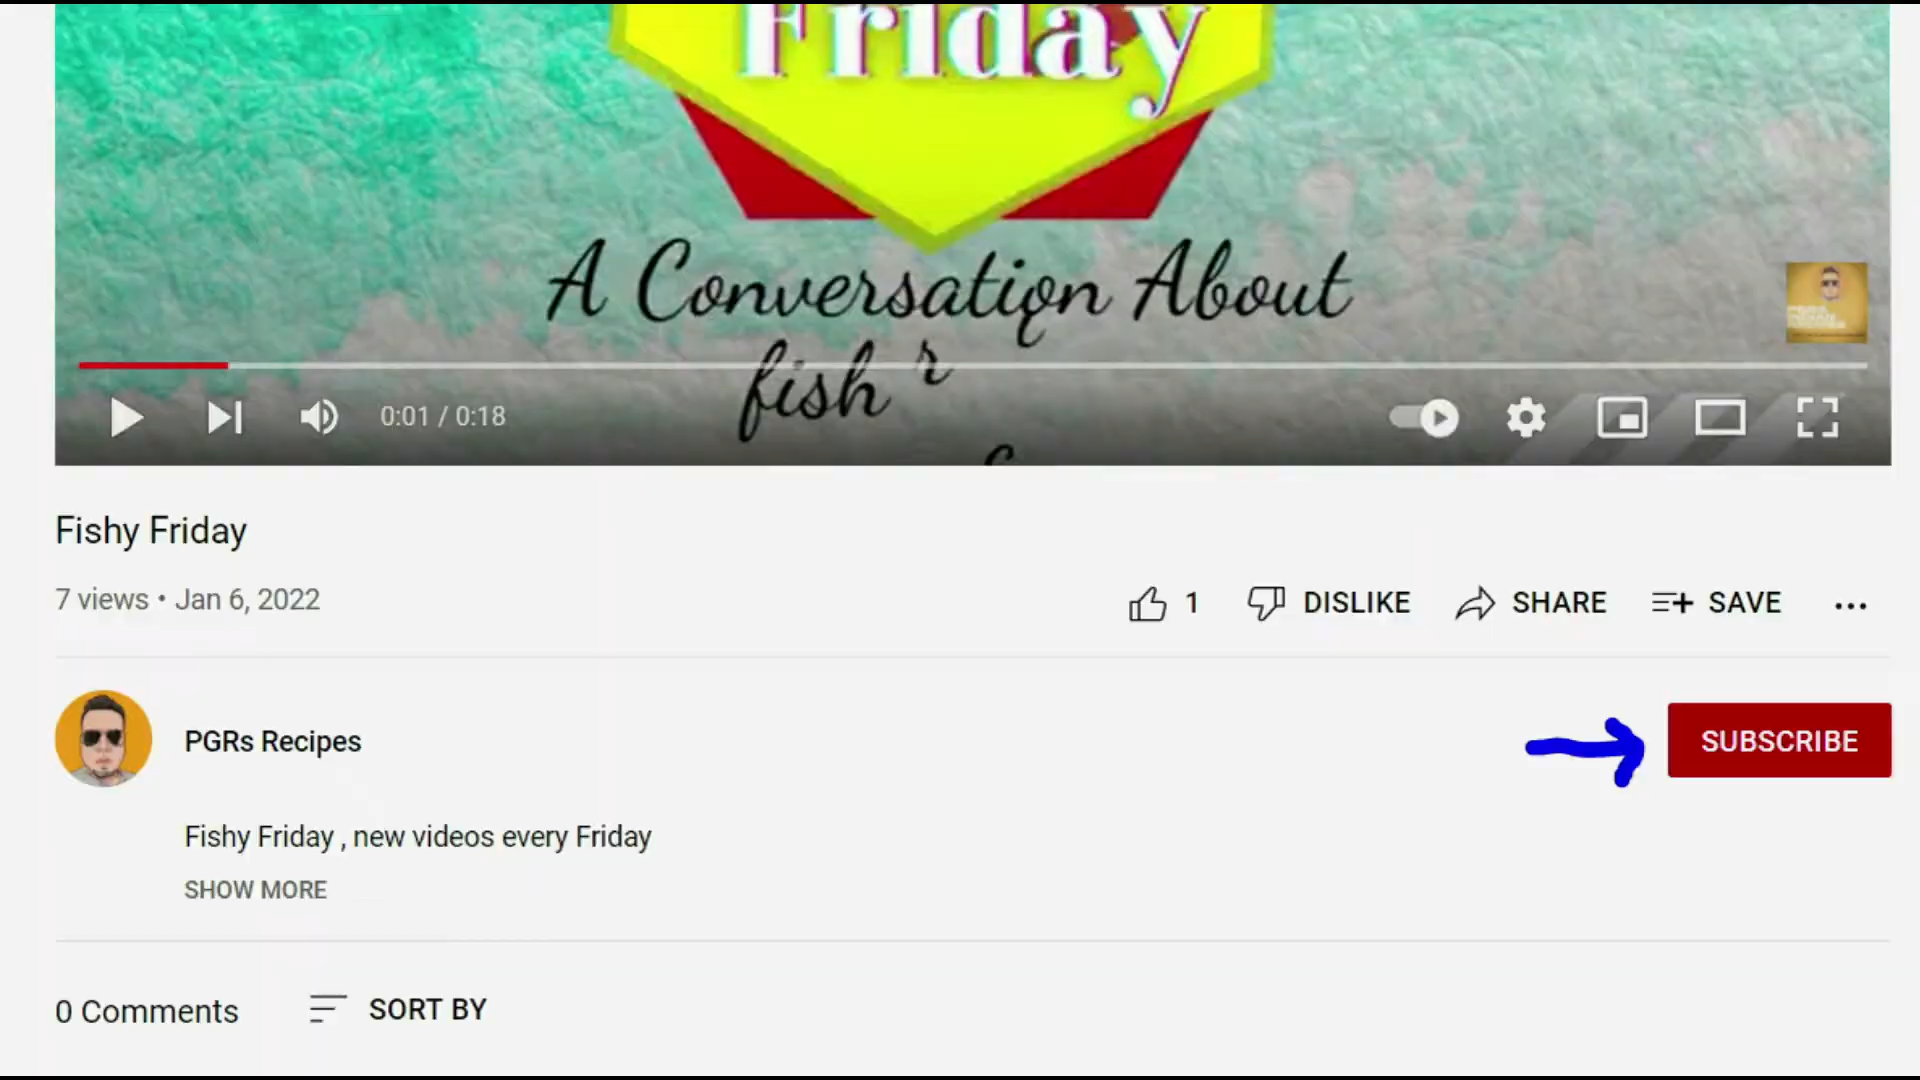 Friday
A Conversation About
fish
0:01 / 0:18
Fishy Friday
7 views • Jan 6, 2022
1 DISLIKE SHARE SAVE ...
PGRs Recipes
SUBSCRIBE
Fishy Friday , new videos every Friday
SHOW MORE
0 Comments SORT BY